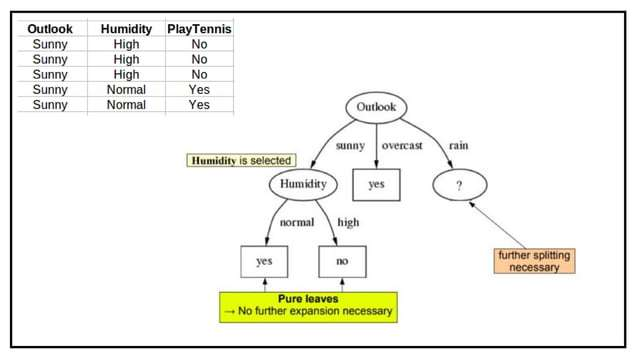 Outlook Humidity PlayTennis
Sunny High No
Sunny High No
Sunny High No
Sunny Normal Yes
Sunny Normal Yes
Outlook
sunny overcast rain
Humidity is selected
Humidity yes ?
normal high
yes no
further splitting
necessary
Pure leaves
→ No further expansion necessary